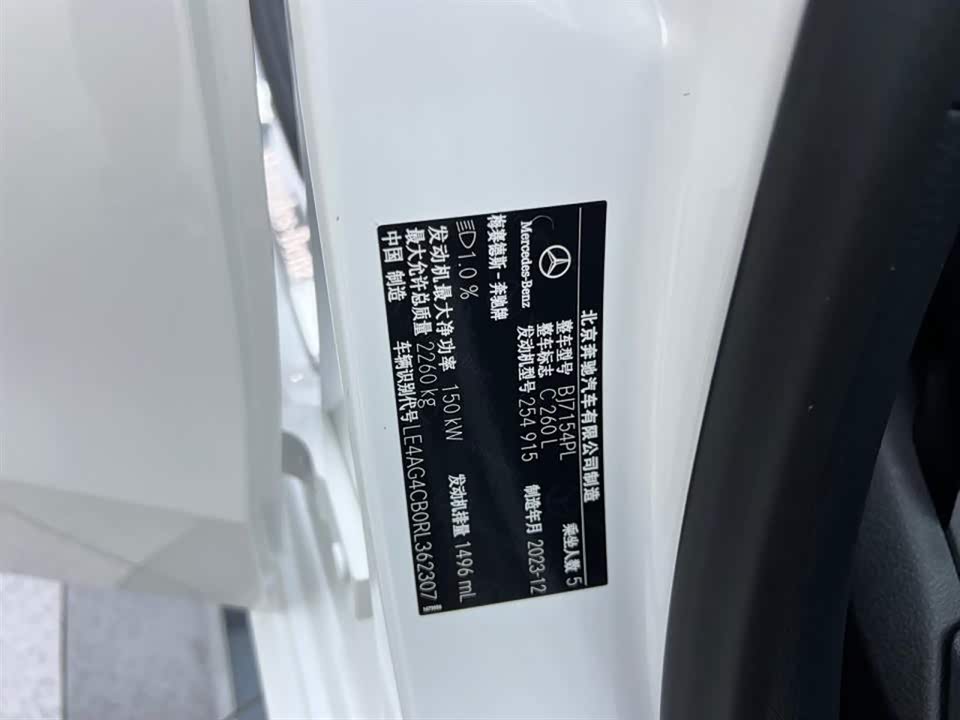 北京奔驰汽车有限公司制造
Mercedes-Benz
梅赛德斯-奔驰牌
整车型号 BJ7154PL 乘坐人数 5
整车标志 C 260 L
发动机型号 254 915 制造年月 2023-12
1.0 %
发动机最大净功率 150 kW 发动机排量 1496 mL
最大允许总质量 2260 kg
中国 制造 车辆识别代号 LE4AG4CB0RL362307